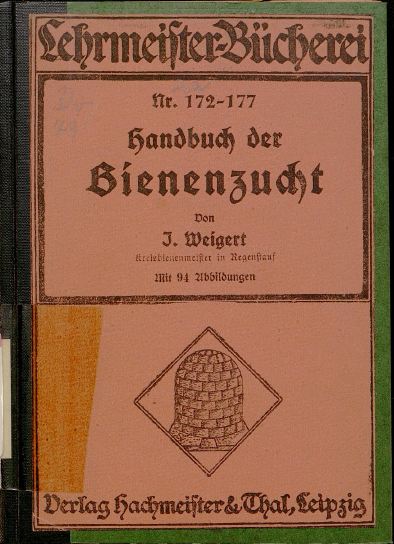 Lehrmeister-Bücherei
Nr. 172-177
Handbuch der
Bienenzucht
Von
J. Weigert
Kreisbienenmeister in Regenstauf
Mit 94 Abbildungen
Verlag Hachmeister & Thal, Leipzig